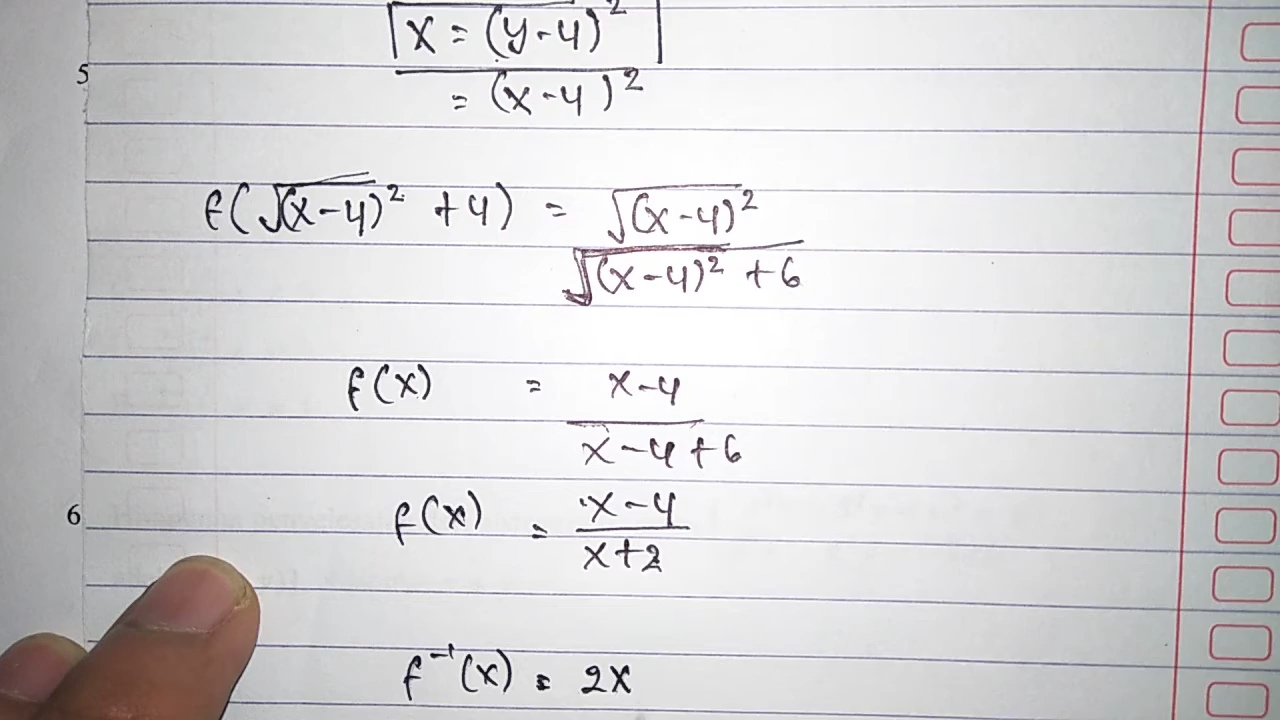 x = (y-4)²
5
= (x-4)²
f(√(x-4)² +4) = √(x-4)²
√(x-4)² +6
f(x) = x-4
x-4+6
6
f(x) = x-4
x+2
f⁻¹(x) = 2x